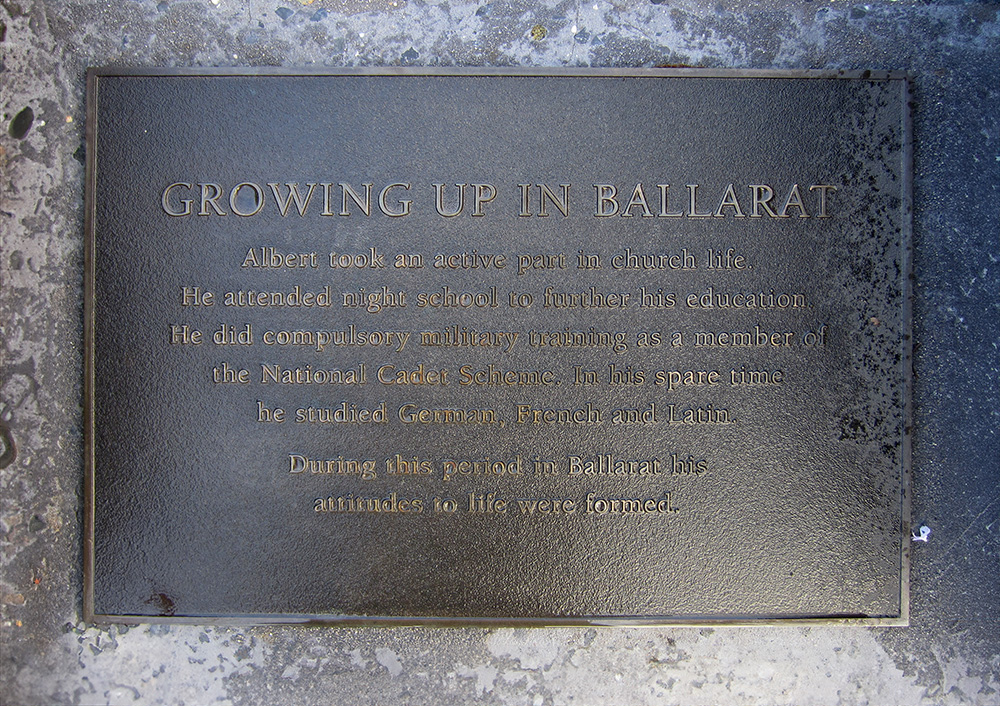 GROWING UP IN BALLARAT
Albert took an active part in church life.
He attended night school to further his education.
He did compulsory military training as a member of
the National Cadet Scheme. In his spare time
he studied German, French and Latin.
During this period in Ballarat his
attitudes to life were formed.